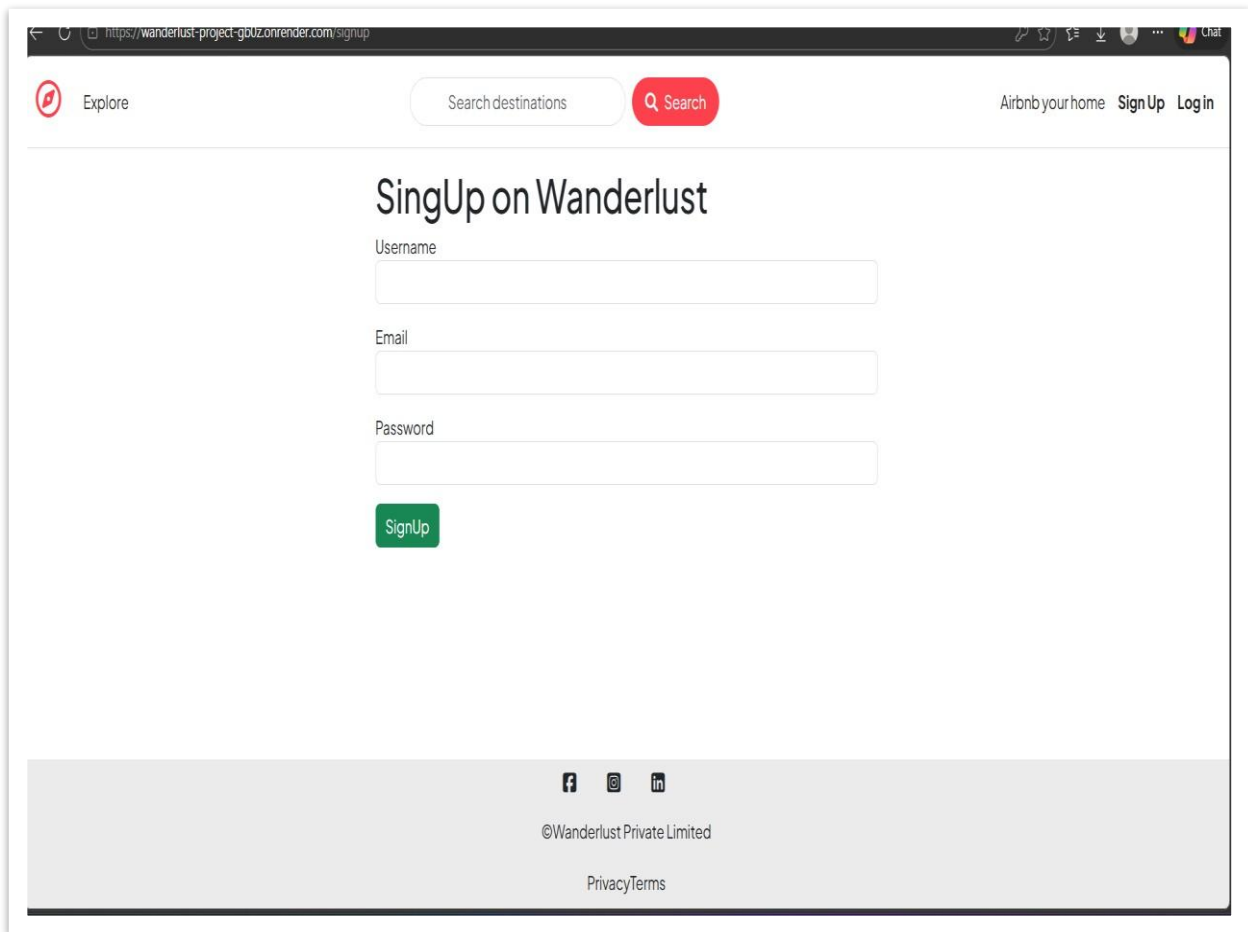 https://wanderlust-project-gb0z.onrender.com/signup
Chat
Explore
Search destinations
Search
Airbnb your home Sign Up Log in
SingUp on Wanderlust
Username
Email
Password
SignUp
©Wanderlust Private Limited
PrivacyTerms